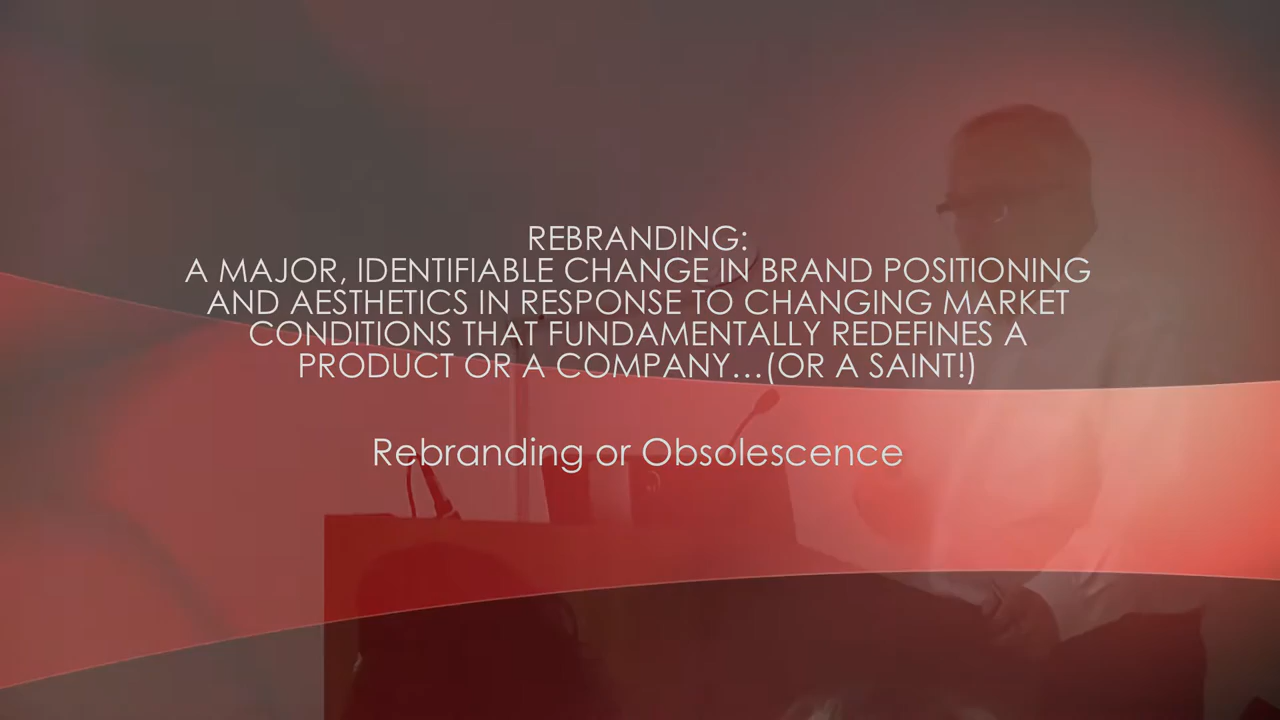 REBRANDING:
A MAJOR, IDENTIFIABLE CHANGE IN BRAND POSITIONING
AND AESTHETICS IN RESPONSE TO CHANGING MARKET
CONDITIONS THAT FUNDAMENTALLY REDEFINES A
PRODUCT OR A COMPANY…(OR A SAINT!)
Rebranding or Obsolescence